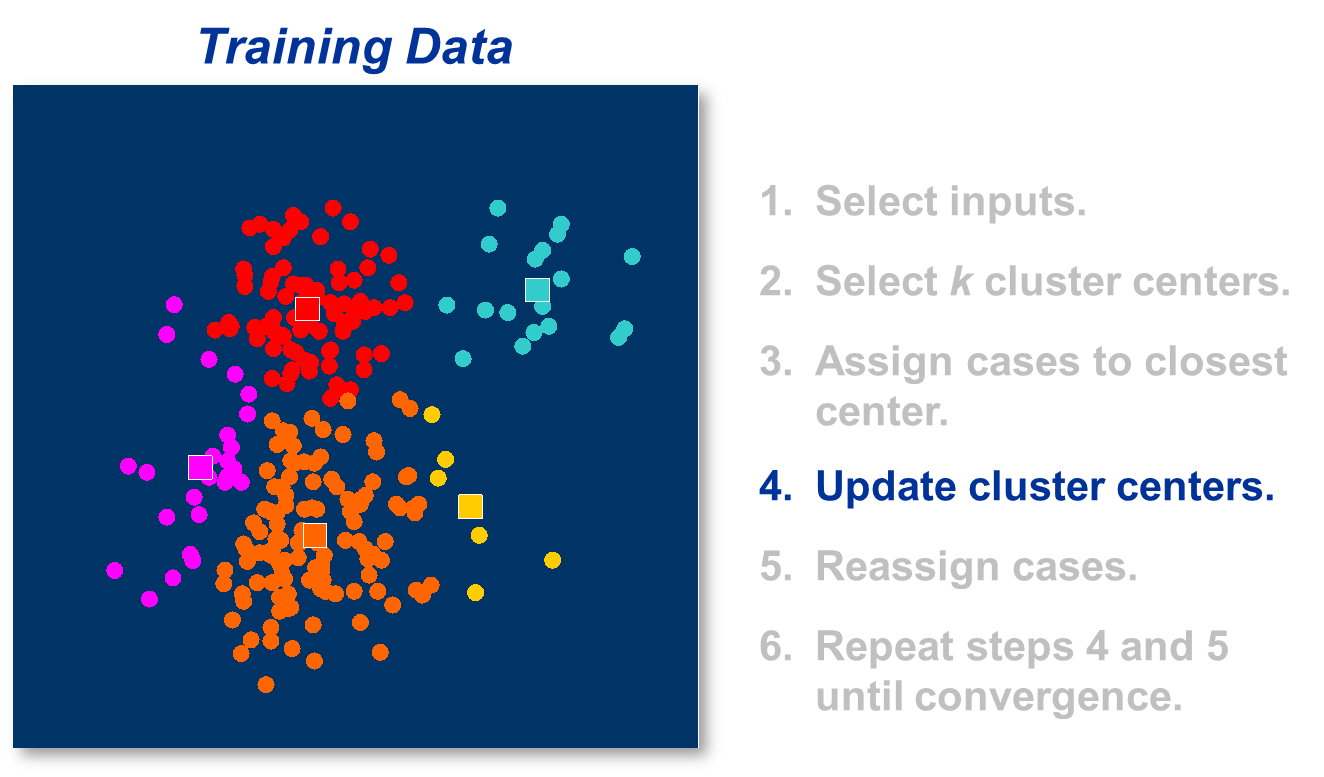 Training Data
1. Select inputs.
2. Select k cluster centers.
3. Assign cases to closest
center.
4. Update cluster centers.
5. Reassign cases.
6. Repeat steps 4 and 5
until convergence.